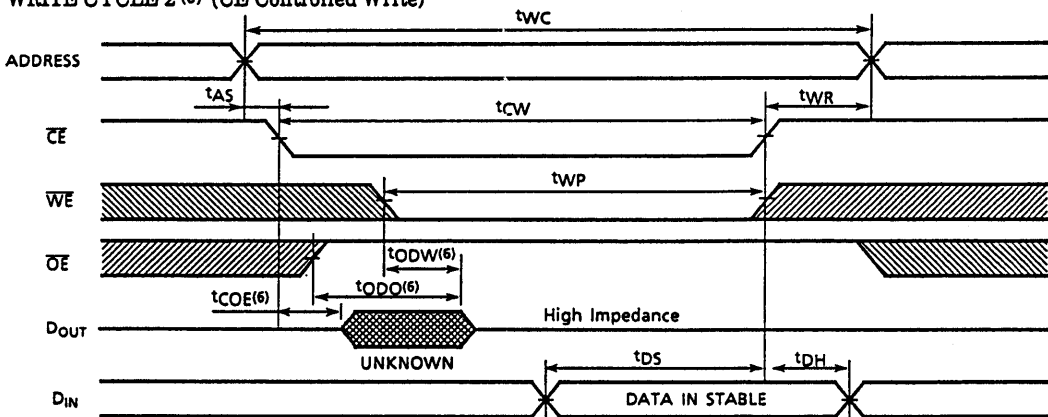 WRITE CYCLE 2 (5) (CE Controlled Write)
tWC
ADDRESS
tAS
tCW
tWR
CE
tWP
WE
OE
tODW(6)
tODO(6)
tCOE(6)
DOUT
High Impedance
UNKNOWN
tDS
tDH
DIN
DATA IN STABLE